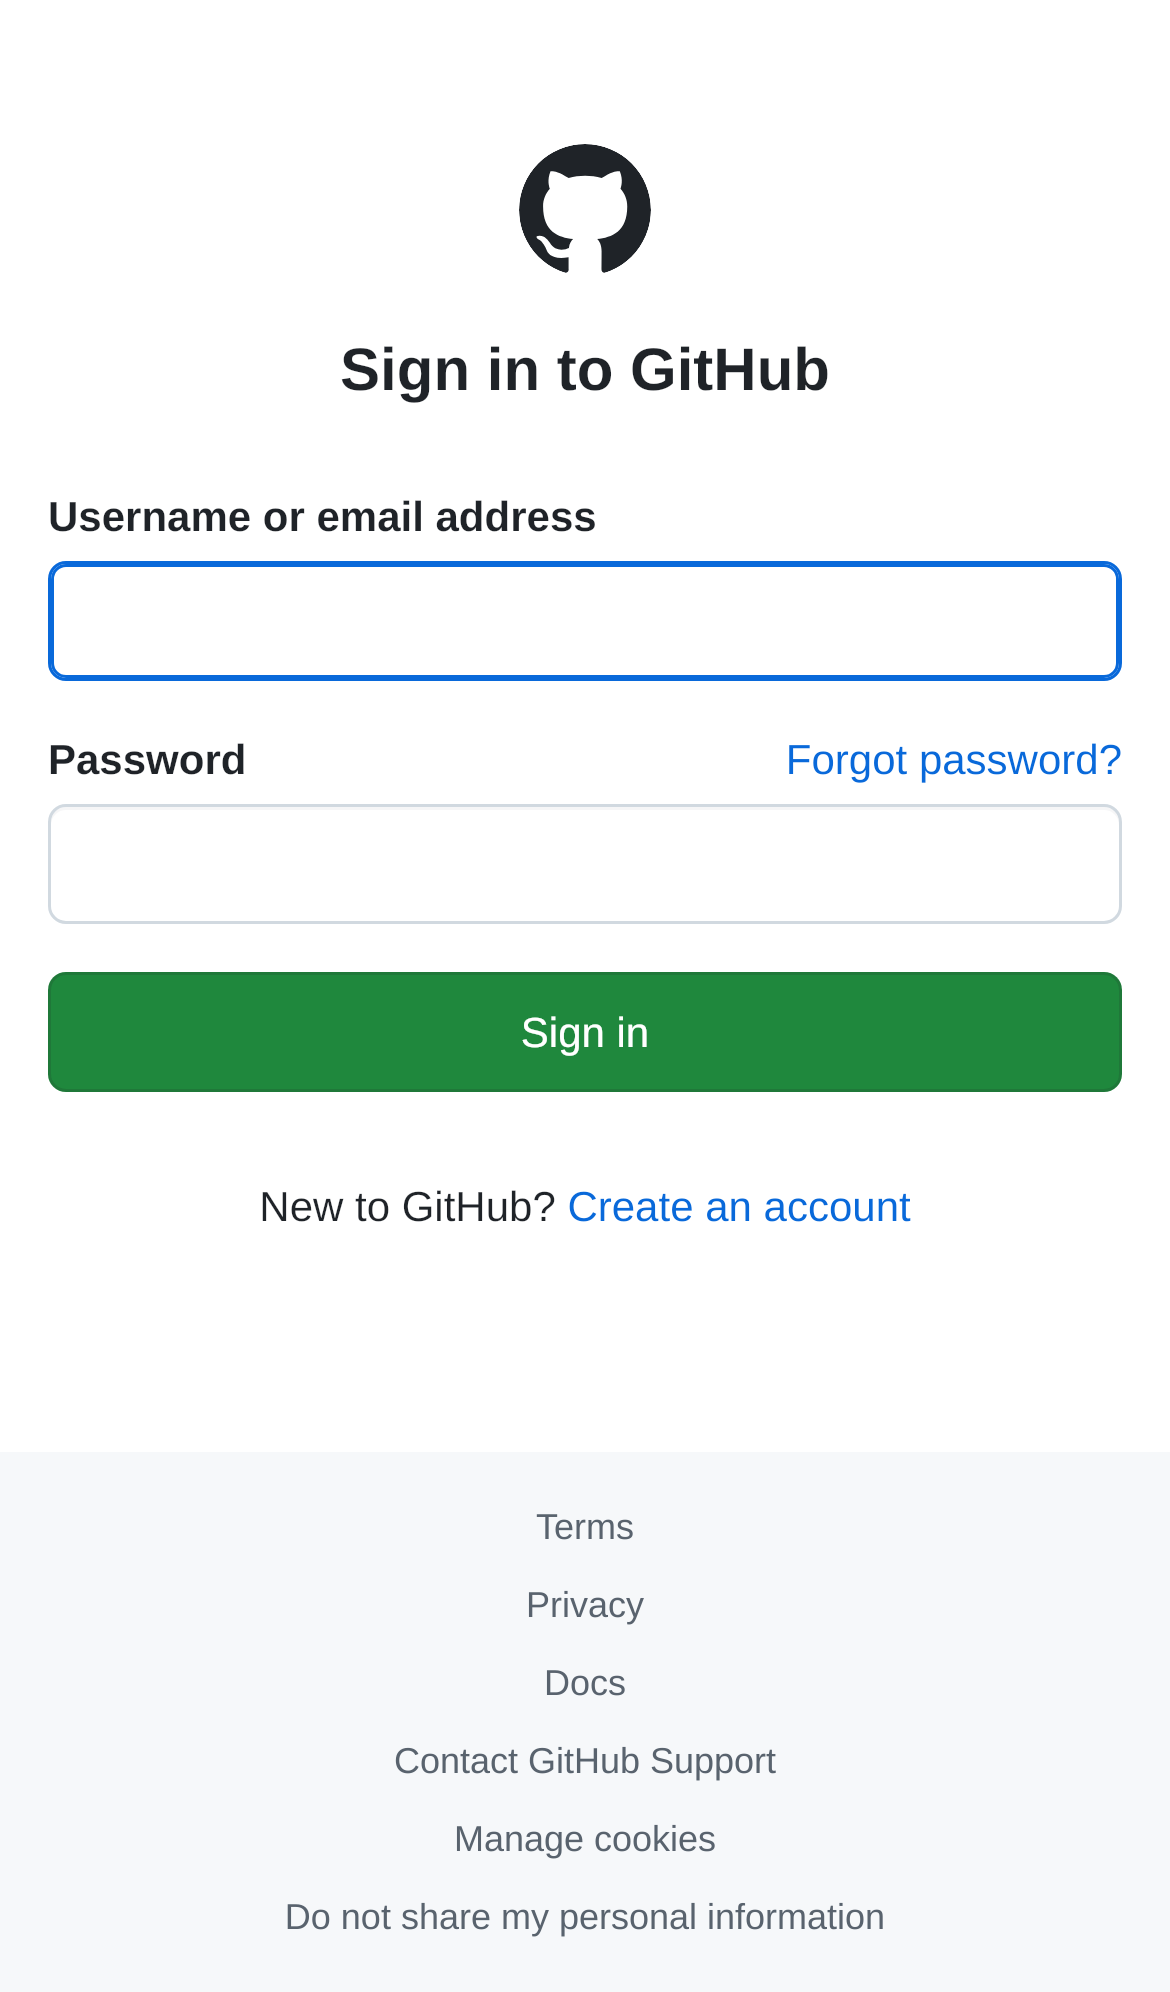 Sign in to GitHub
Username or email address
Password Forgot password?
Sign in
New to GitHub? Create an account
Terms
Privacy
Docs
Contact GitHub Support
Manage cookies
Do not share my personal information